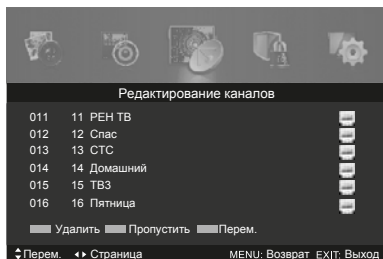 Редактирование каналов
011 11 РЕН ТВ
012 12 Спас
013 13 СТС
014 14 Домашний
015 15 ТВ3
016 16 Пятница
Удалить Пропустить Перем.
Перем. Страница MENU: Возврат EXIT: Выход